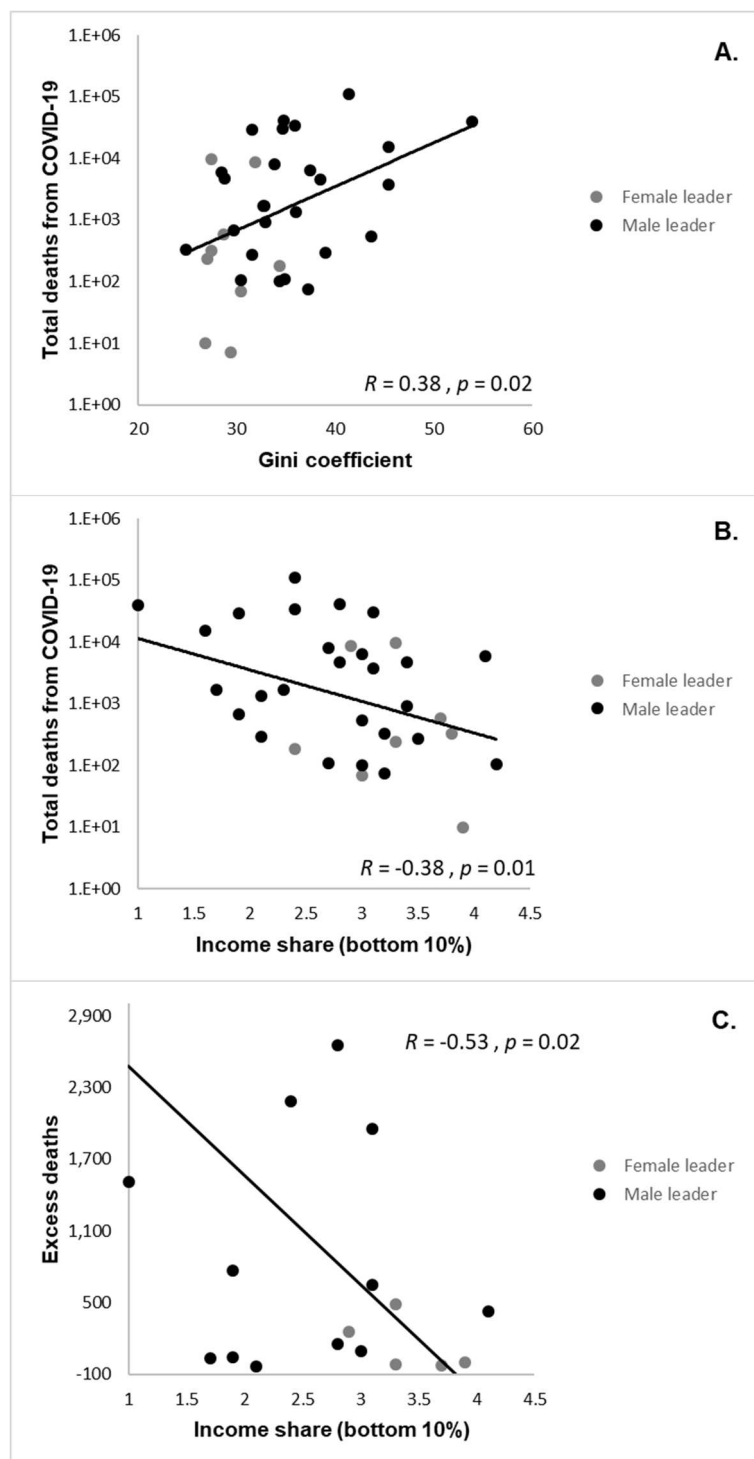 A.
1.E+06
1.E+05
1.E+04
1.E+03
1.E+02
1.E+01
1.E+00
Total deaths from COVID-19
20 30 40 50 60
Gini coefficient
R = 0.38 , p = 0.02
Female leader
Male leader
B.
1.E+06
1.E+05
1.E+04
1.E+03
1.E+02
1.E+01
1.E+00
Total deaths from COVID-19
1 1.5 2 2.5 3 3.5 4 4.5
Income share (bottom 10%)
R = -0.38 , p = 0.01
Female leader
Male leader
C.
2,900
2,300
1,700
1,100
500
-100
Excess deaths
1 1.5 2 2.5 3 3.5 4 4.5
Income share (bottom 10%)
R = -0.53 , p = 0.02
Female leader
Male leader